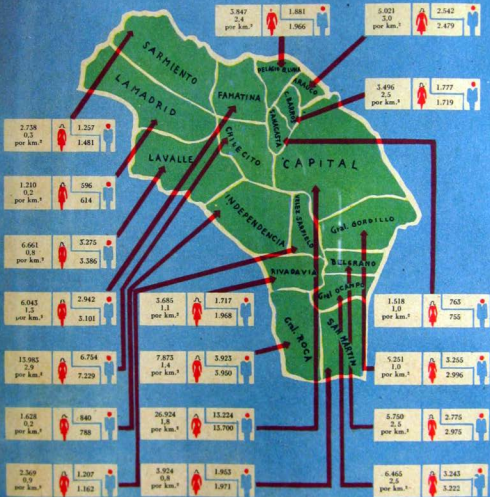 3.847
2,4
por km.²
1.881
1.966
5.021
3,0
por km.²
2.542
2.479
3.496
2,5
por km.²
1.777
1.719
SARMIENTO
LAMADRID
FAMATINA
PELAGIO B. LUNA
ARAUCO
G. BARROS
SANAGASTA
LAVALLE
CHILECITO
CAPITAL
INDEPENDENCIA
VELEZ SARSFIELD
Gral. GORDILLO
BELGRANO
RIVADAVIA
Gral. OCAMPO
Gral. ROCA
SAN MARTIN
2.738
0,3
por km.²
1.257
1.481
1.210
0,2
por km.²
596
614
6.661
0,8
por km.²
3.275
3.386
6.043
1,3
por km.²
2.942
3.101
3.685
1,1
por km.²
1.717
1.968
1.518
1,0
por km.²
763
755
13.983
2,9
por km.²
6.754
7.229
7.873
1,4
por km.²
3.923
3.950
1,0
por km.²
3.255
2.996
1.628
0,2
por km.²
840
788
26.924
1,8
por km.²
13.224
13.700
5.750
2,5
por km.²
2.775
2.975
2.369
0,9
por km.²
1.207
1.162
3.924
0,8
por km.²
1.953
1.971
6.465
2,5
por km.²
3.243
3.222